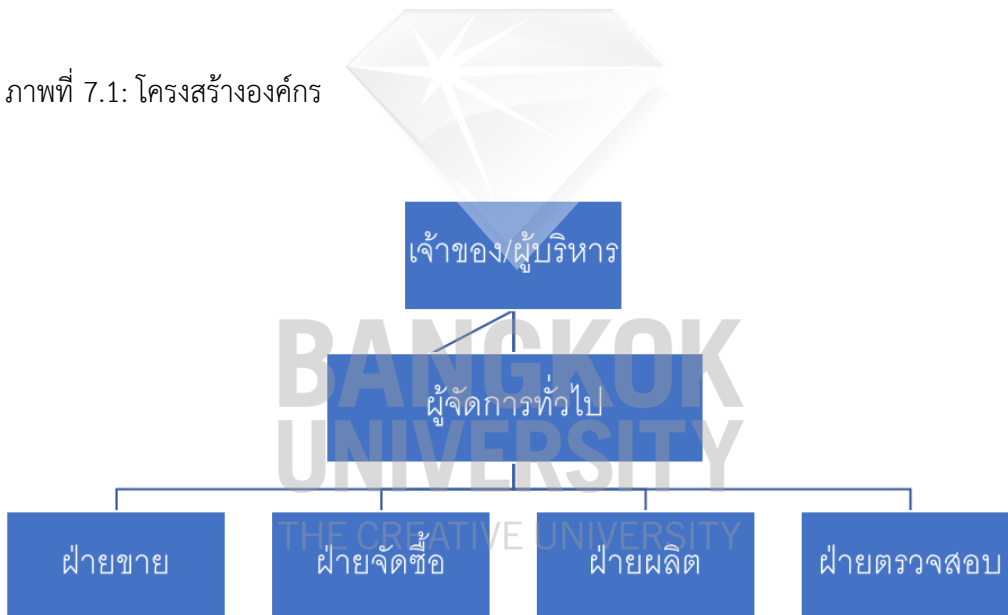 ภาพที่ 7.1: โครงสร้างองค์กร
เจ้าของ/ผู้บริหาร
BANGKOK
ผู้จัดการทั่วไป
UNIVERSITY
THE CREATIVE UNIVERSITY
ฝ่ายขาย
ฝ่ายจัดซื้อ
ฝ่ายผลิต
ฝ่ายตรวจสอบ